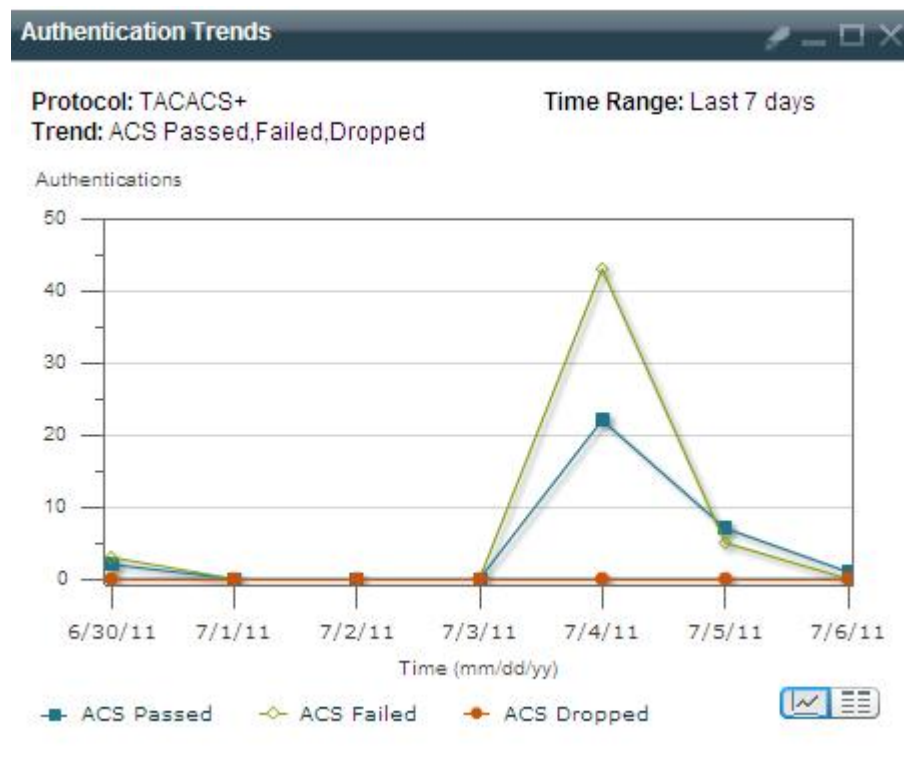 Authentication Trends
Protocol: TACACS+ Time Range: Last 7 days
Trend: ACS Passed,Failed,Dropped
Authentications
50
40
30
20
10
0
6/30/11 7/1/11 7/2/11 7/3/11 7/4/11 7/5/11 7/6/11
Time (mm/dd/yy)
ACS Passed ACS Failed ACS Dropped